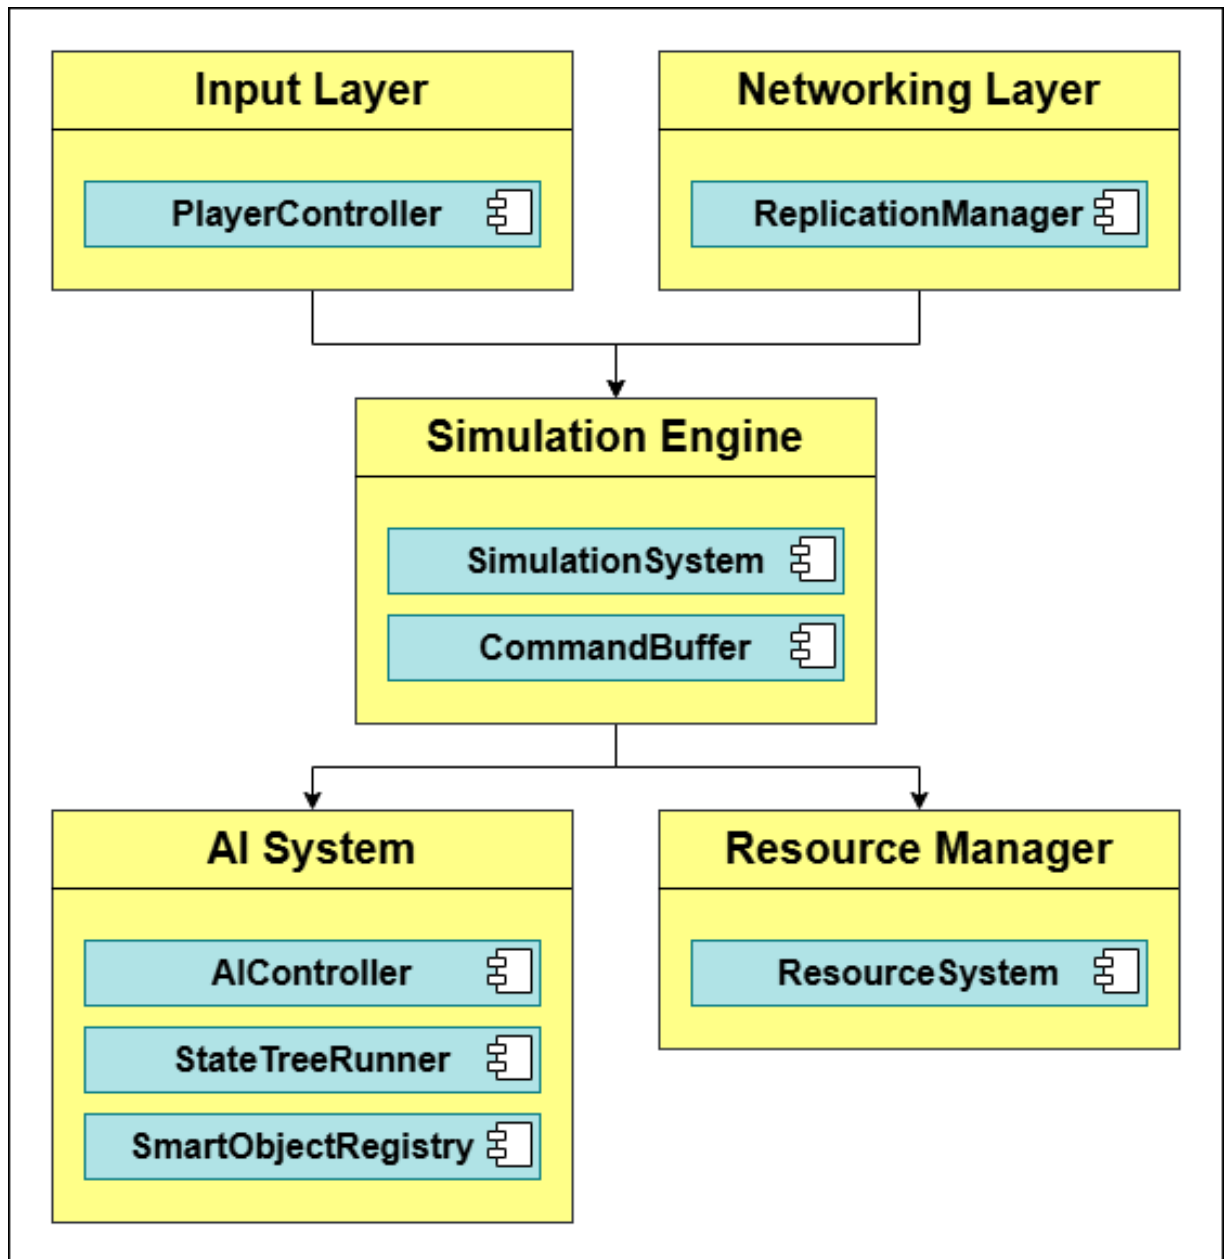 Input Layer
PlayerController
Networking Layer
ReplicationManager
Simulation Engine
SimulationSystem
CommandBuffer
AI System
AIController
StateTreeRunner
SmartObjectRegistry
Resource Manager
ResourceSystem